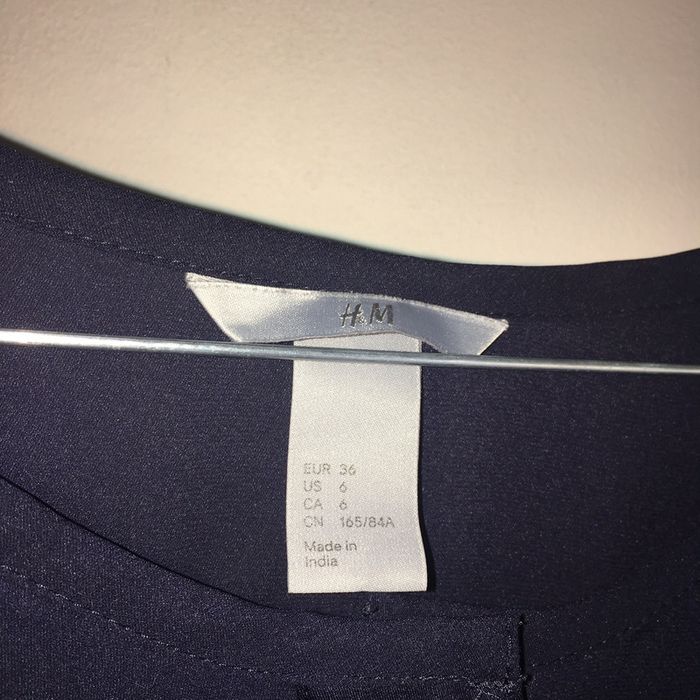 H&M
EUR 36
US 6
CA 6
CN 165/84A
Made in
India